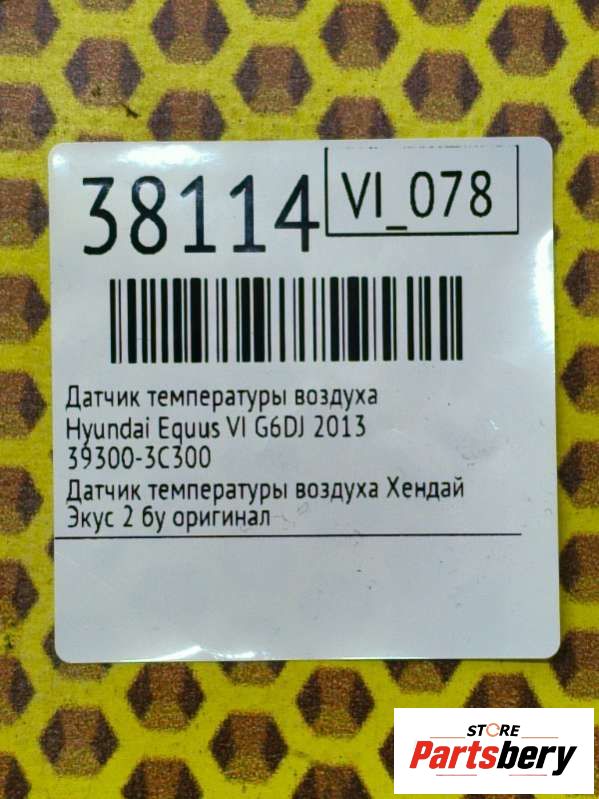 38114
VI_078
Датчик температуры воздуха
Hyundai Equus VI G6DJ 2013
39300-3C300
Датчик температуры воздуха Хендай
Экус 2 бу оригинал
STORE
Partsbery